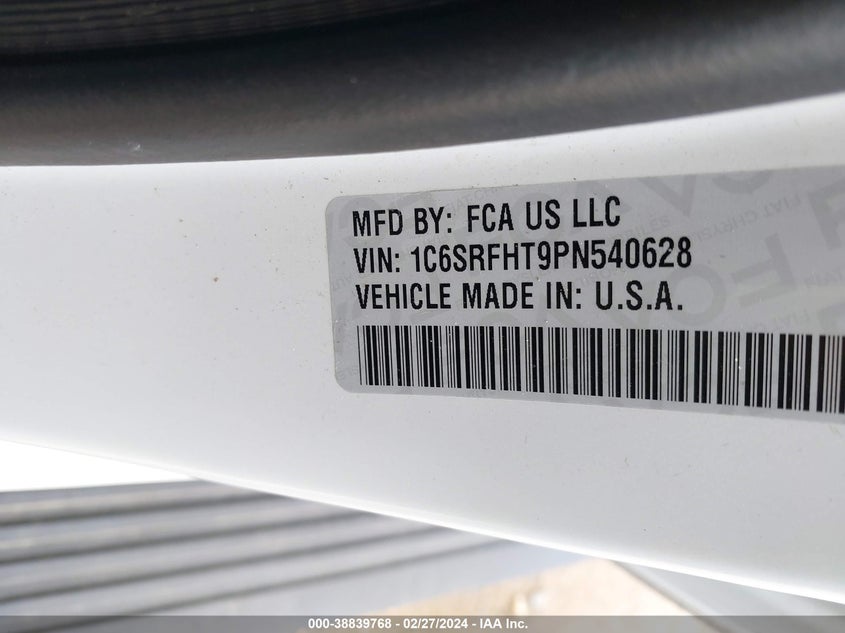 MFD BY: FCA US LLC
VIN: 1C6SRFHT9PN540628
VEHICLE MADE IN: U.S.A.
000-38839768 - 02/27/2024 - IAA Inc.